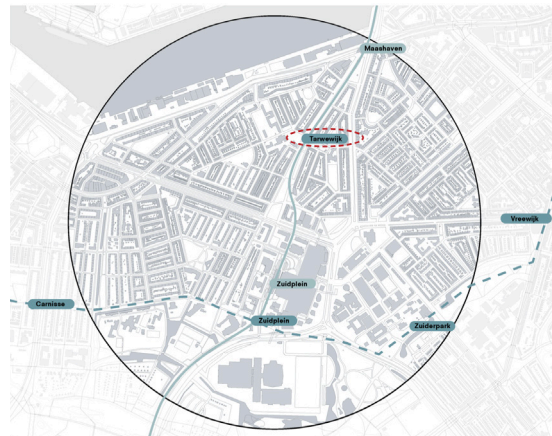 Maashaven
Tarwewijk
Vreewijk
Zuidplein
Carnisse
Zuidplein
Zuiderpark